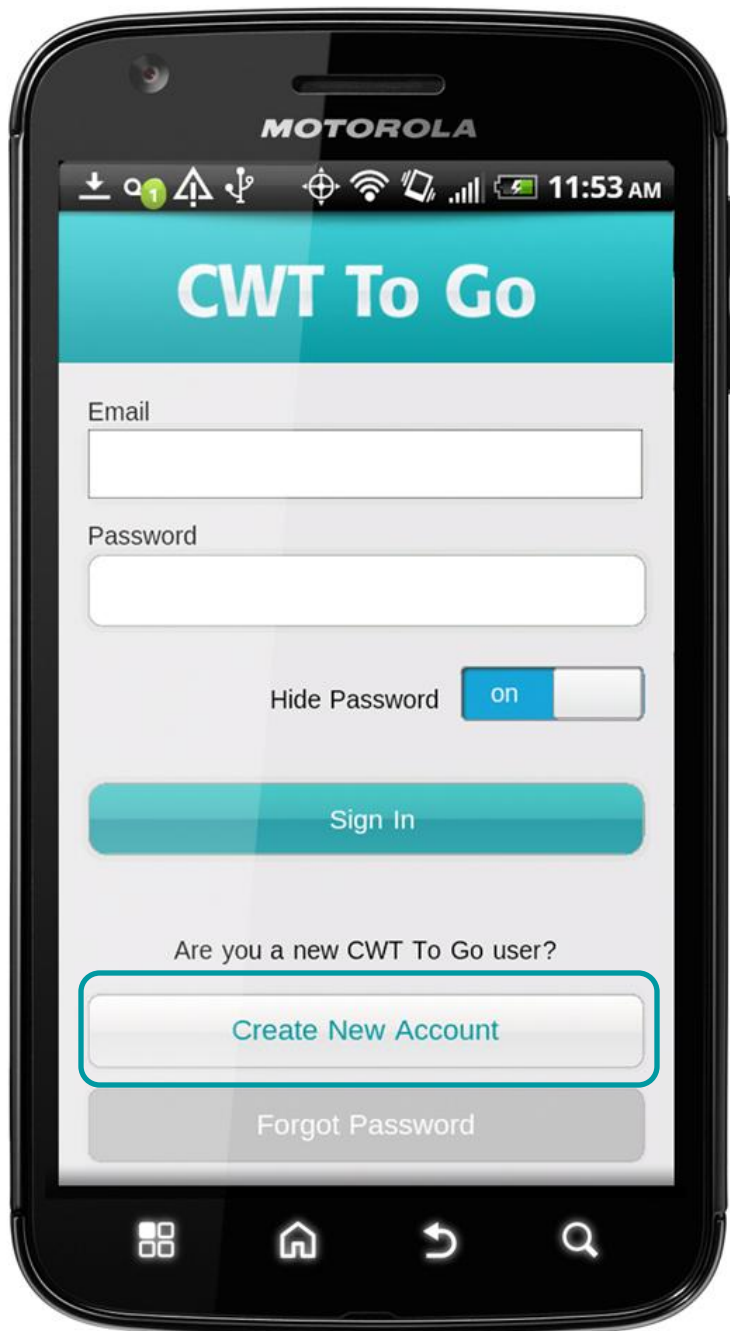 MOTOROLA
1 11:53 AM
CWT To Go
Email
Password
Hide Password on
Sign In
Are you a new CWT To Go user?
Create New Account
Forgot Password